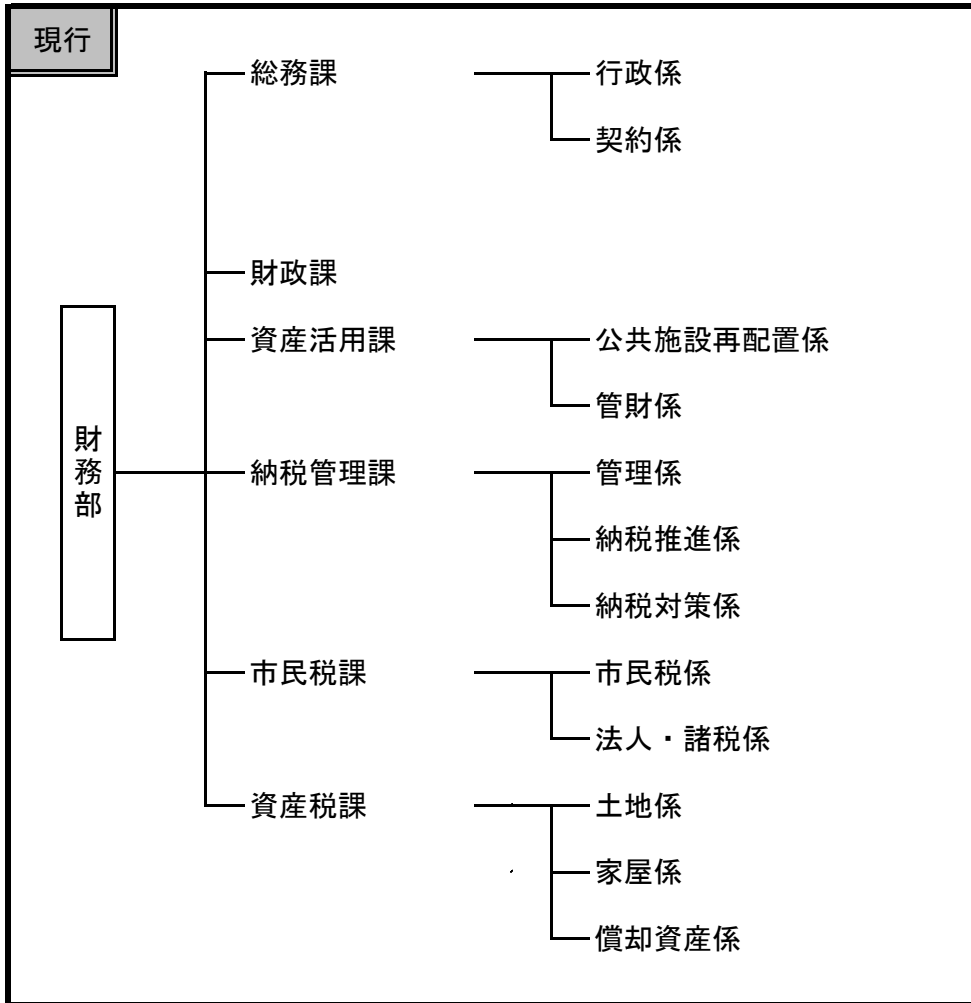 現行
総務課
行政係
契約係
財政課
資産活用課
公共施設再配置係
管財係
財務部
納税管理課
管理係
納税推進係
納税対策係
市民税課
市民税係
法人・諸税係
資産税課
土地係
家屋係
償却資産係